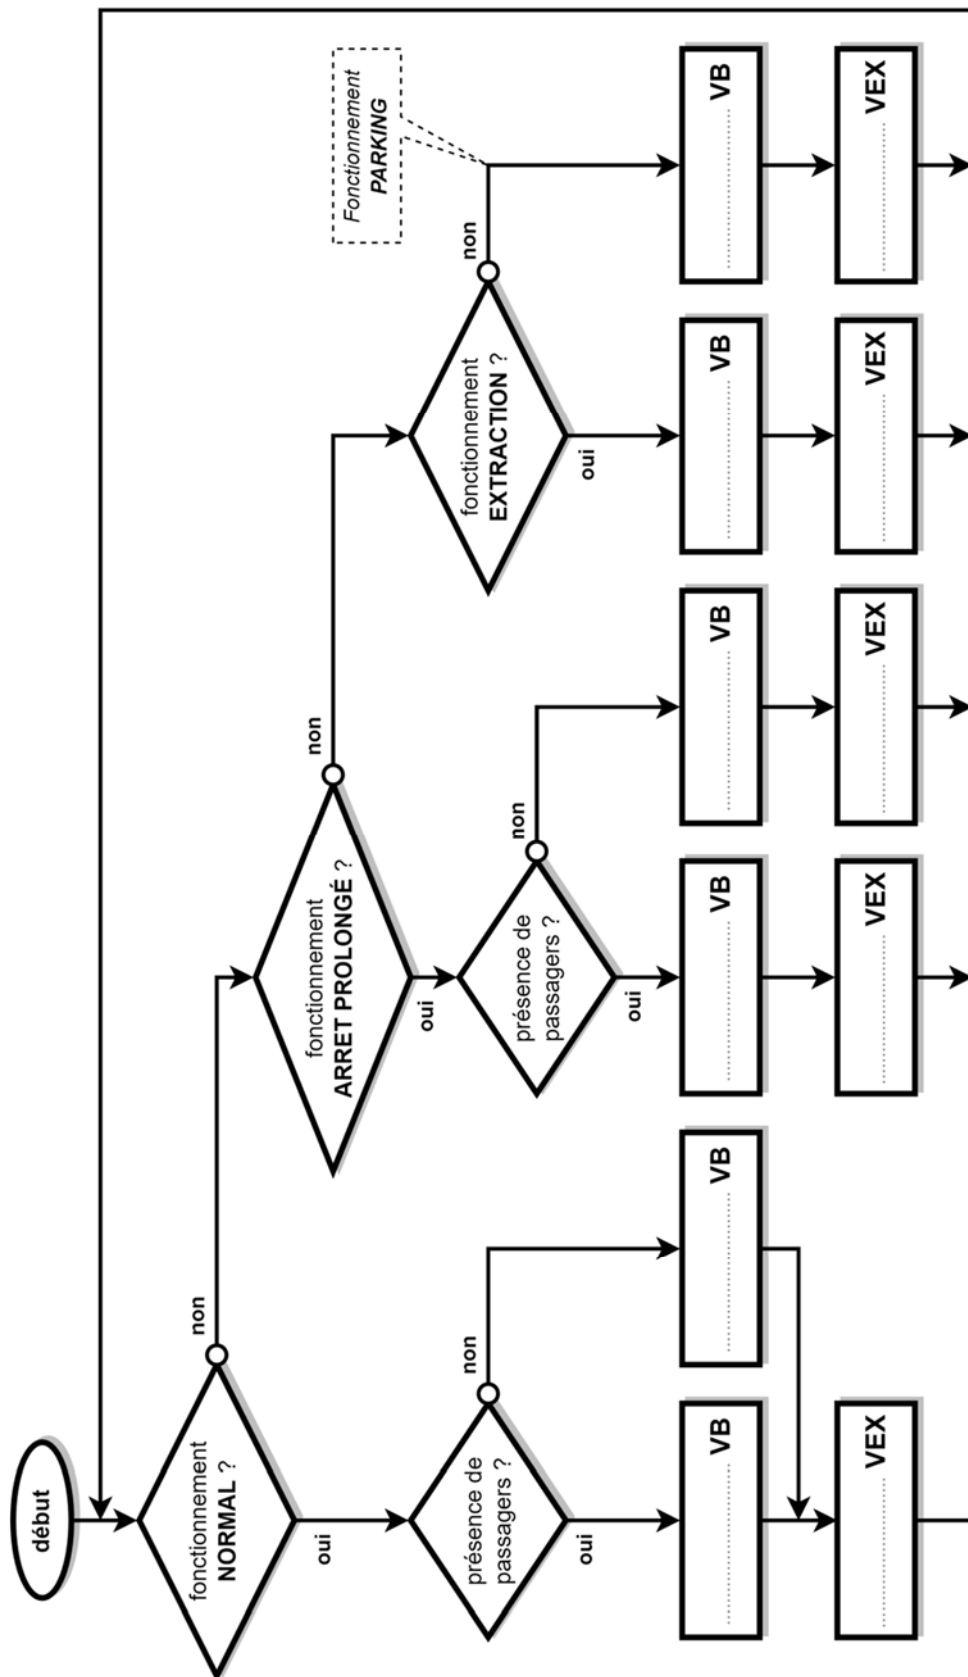 début
fonctionnement
NORMAL ?
non
oui
présence de
passagers ?
non
oui
VB
VB
VEX
fonctionnement
ARRET PROLONGÉ ?
non
oui
présence de
passagers ?
non
oui
VB
VEX
VB
VEX
fonctionnement
EXTRACTION ?
non
oui
VB
VEX
Fonctionnement
PARKING
VB
VEX